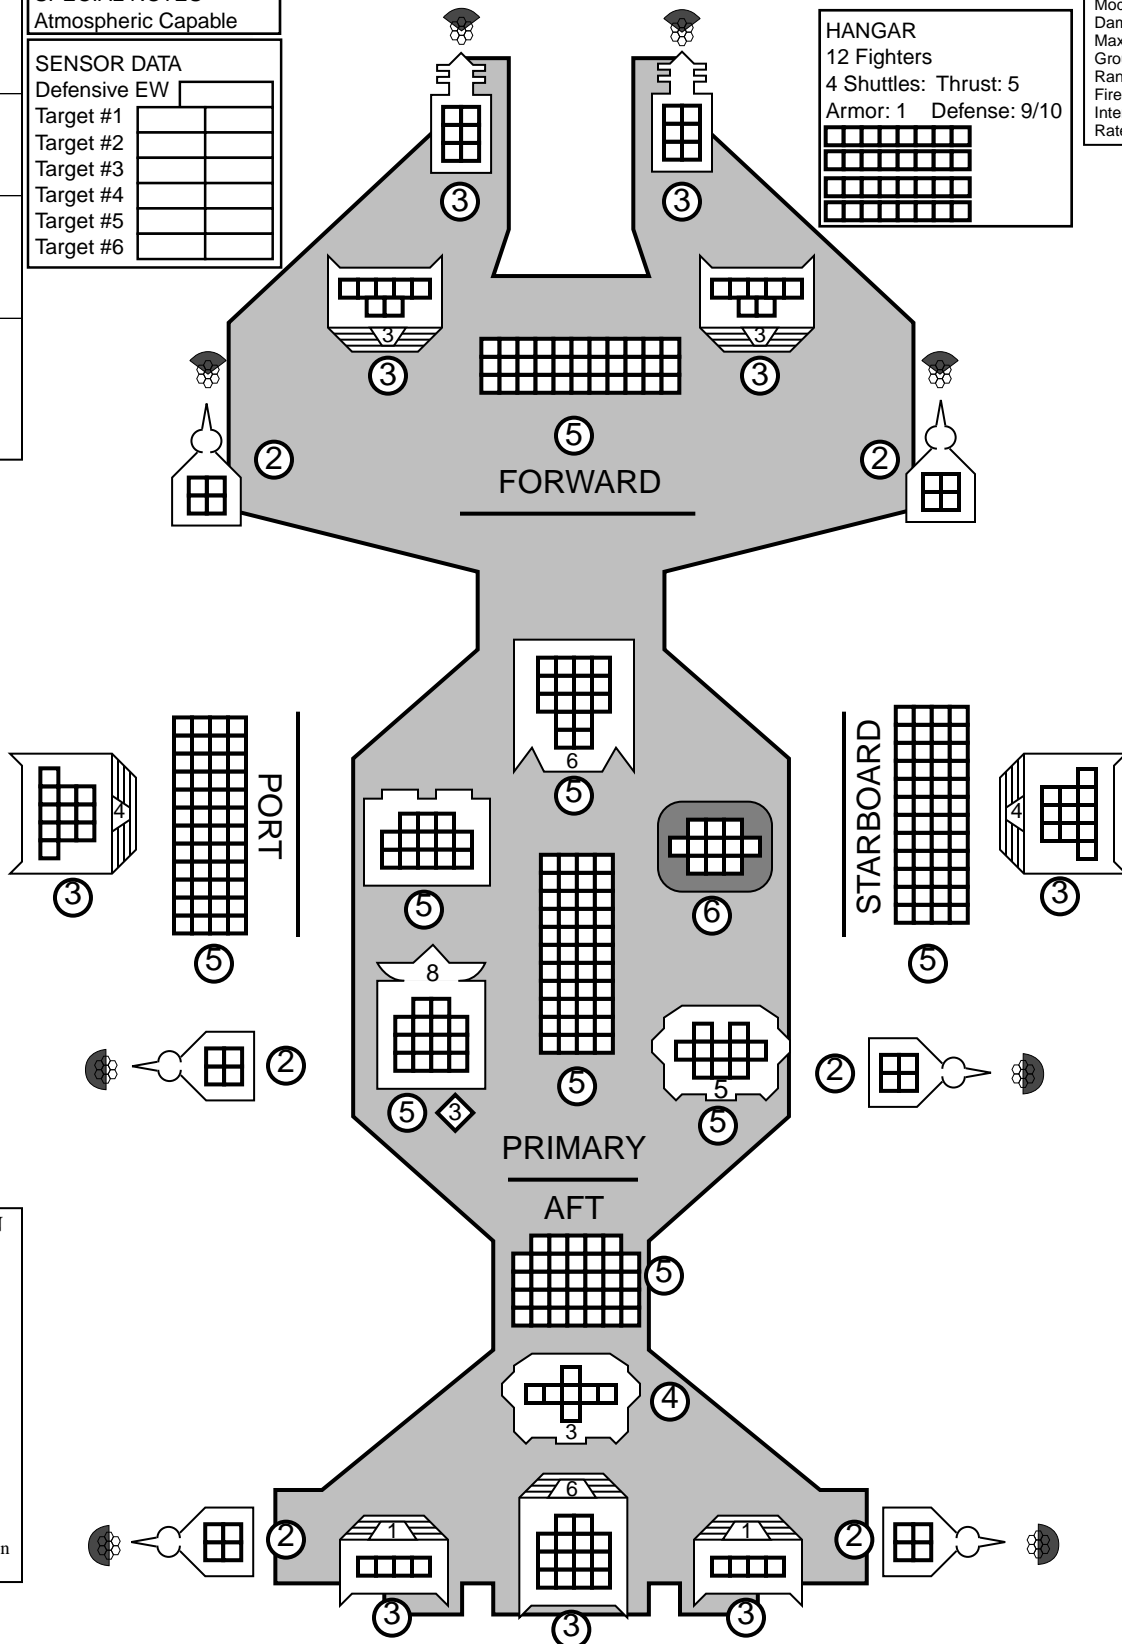 Atmospheric Capable
SENSOR DATA
Defensive EW
Target #1
Target #2
Target #3
Target #4
Target #5
Target #6
HANGAR
12 Fighters
4 Shuttles: Thrust: 5
Armor: 1 Defense: 9/10
3
3
3
3
3
3
2
5
2
FORWARD
6
5
PORT
STARBOARD
4
4
3
3
5
6
5
5
8
2
5
2
5
3
5
5
PRIMARY
AFT
5
4
3
6
1
1
2
2
3
3
3